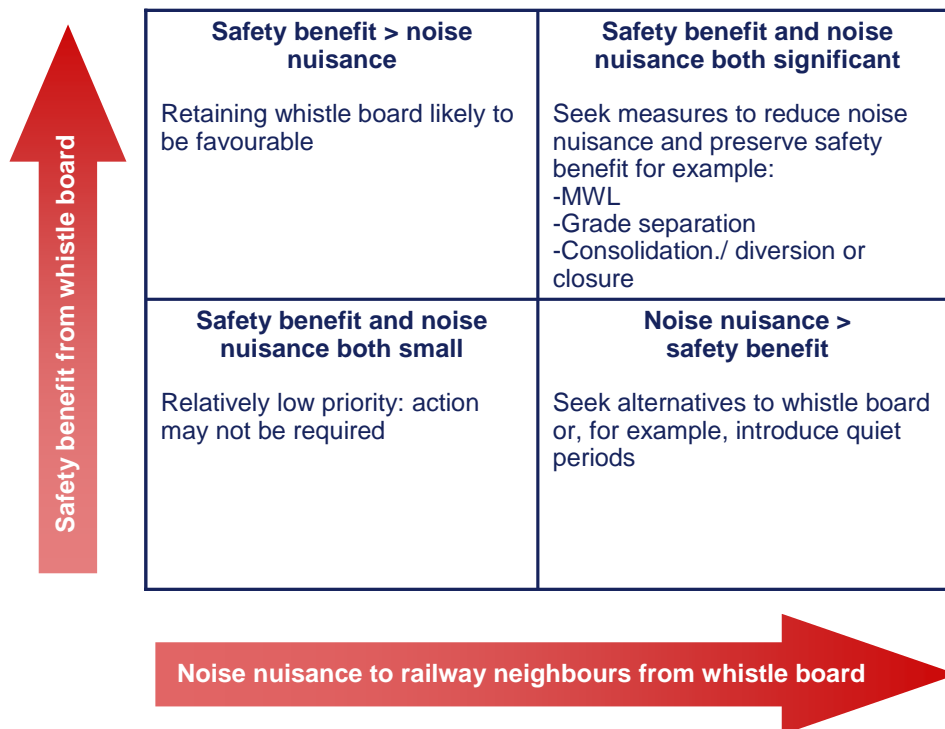 Safety benefit from whistle board
Safety benefit > noise
nuisance
Retaining whistle board likely to
be favourable
Safety benefit and noise
nuisance both significant
Seek measures to reduce noise
nuisance and preserve safety
benefit for example:
-MWL
-Grade separation
-Consolidation./ diversion or
closure
Safety benefit and noise
nuisance both small
Relatively low priority: action
may not be required
Noise nuisance >
safety benefit
Seek alternatives to whistle board
or, for example, introduce quiet
periods
Noise nuisance to railway neighbours from whistle board